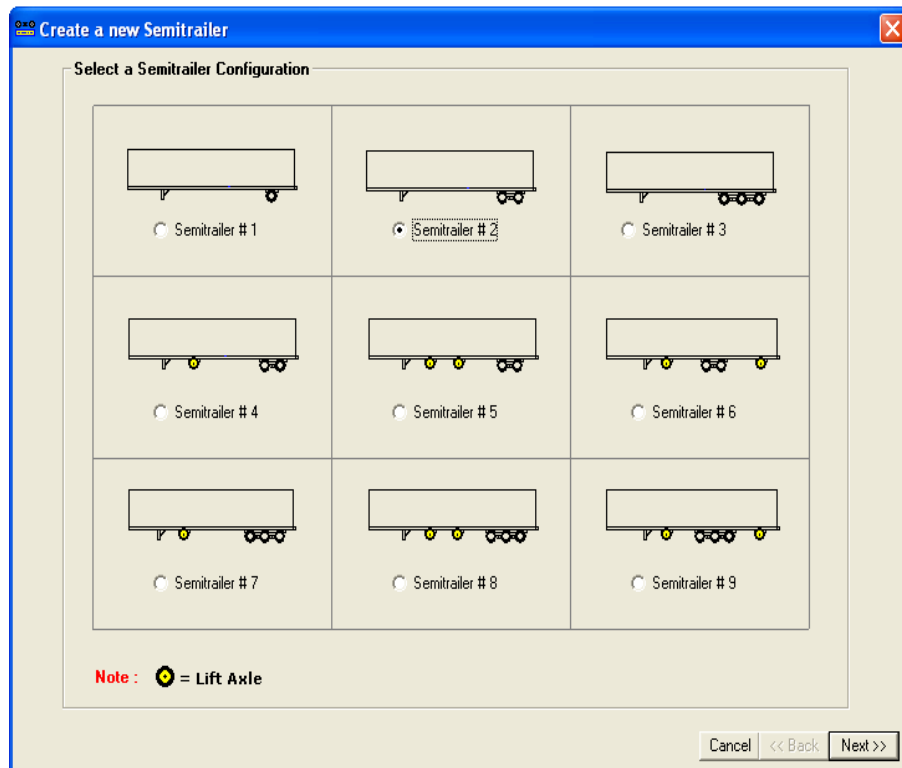 Create a new Semitrailer
Select a Semitrailer Configuration
Semitrailer # 1
Semitrailer # 2
Semitrailer # 3
Semitrailer # 4
Semitrailer # 5
Semitrailer # 6
Semitrailer # 7
Semitrailer # 8
Semitrailer # 9
Note : = Lift Axle
Cancel << Back Next >>